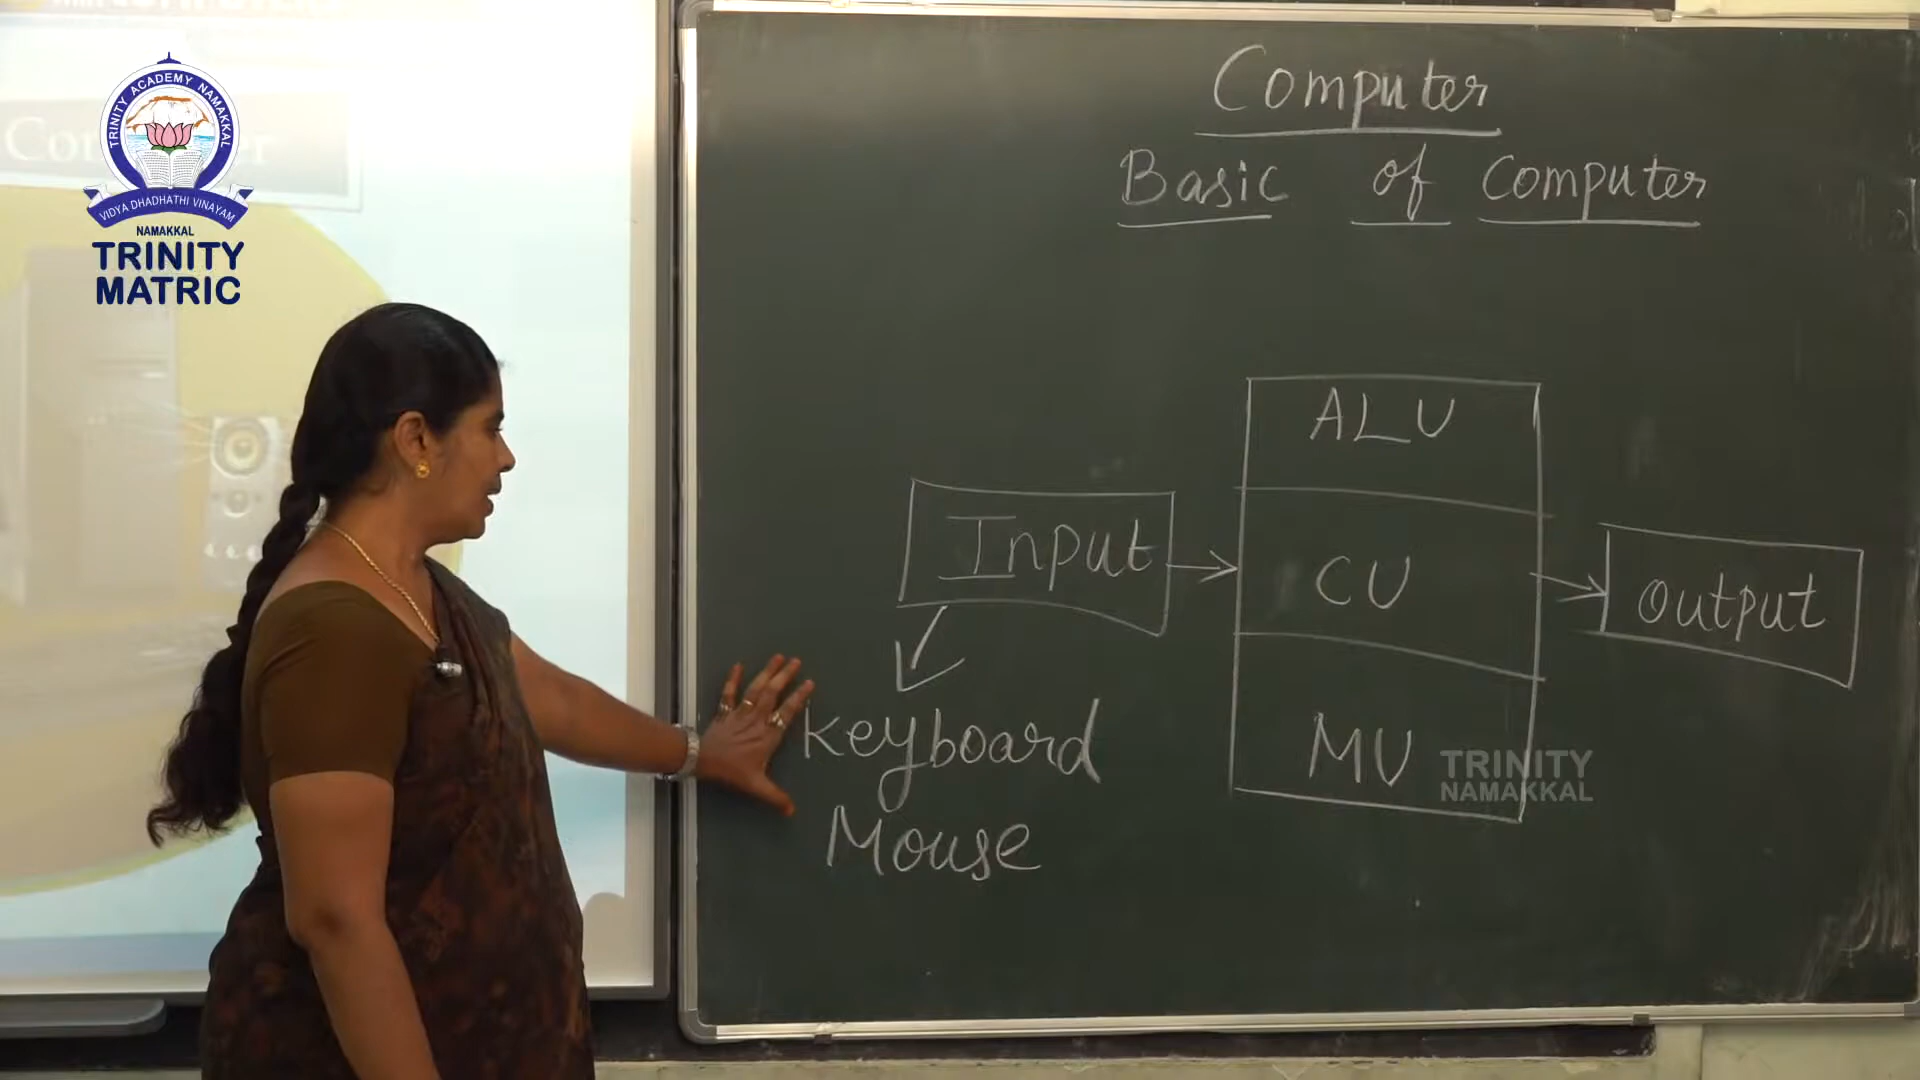 TRINITY ACADEMY NAMAKKAL
VIDYA DHADHATHI VINAYAM
NAMAKKAL
TRINITY
MATRIC
Computer
Basic of Computer
ALU
Input
CU
Output
Keyboard
MU
Mouse
TRINITY
NAMAKKAL